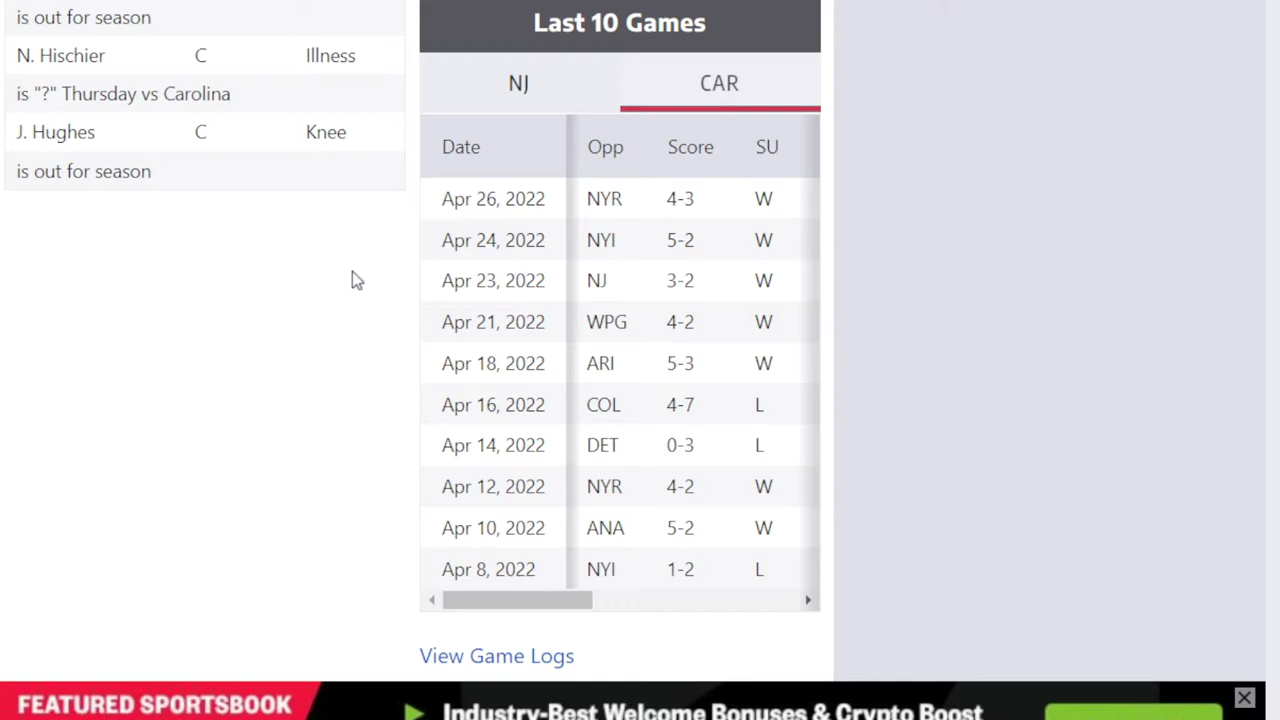 is out for season
N. Hischier C Illness
is "?" Thursday vs Carolina
J. Hughes C Knee
is out for season
Last 10 Games
NJ CAR
Date Opp Score SU
Apr 26, 2022 NYR 4-3 W
Apr 24, 2022 NYI 5-2 W
Apr 23, 2022 NJ 3-2 W
Apr 21, 2022 WPG 4-2 W
Apr 18, 2022 ARI 5-3 W
Apr 16, 2022 COL 4-7 L
Apr 14, 2022 DET 0-3 L
Apr 12, 2022 NYR 4-2 W
Apr 10, 2022 ANA 5-2 W
Apr 8, 2022 NYI 1-2 L
View Game Logs
FEATURED SPORTSBOOK
Industry-Best Welcome Bonuses & Crypto Boost